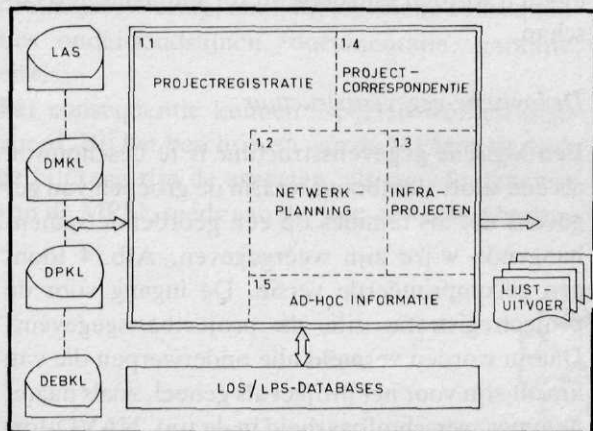 LAS
DMKL
DPKL
DEBKL
1.1
PROJEKTREGISTRATIE
1.4
PROJECT-
CORRESPONDENTIE
1.2
NETWERK-
PLANNING
1.3
INFRA-
PROJECTEN
1.5
AD-HOC INFORMATIE
LIJST-
UITVOER
LOS/LPS-DATABASES